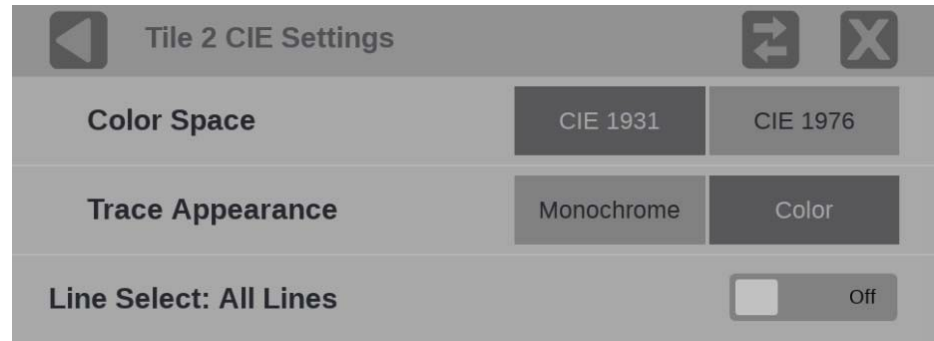 Tile 2 CIE Settings
Color Space CIE 1931 CIE 1976
Trace Appearance Monochrome Color
Line Select: All Lines Off